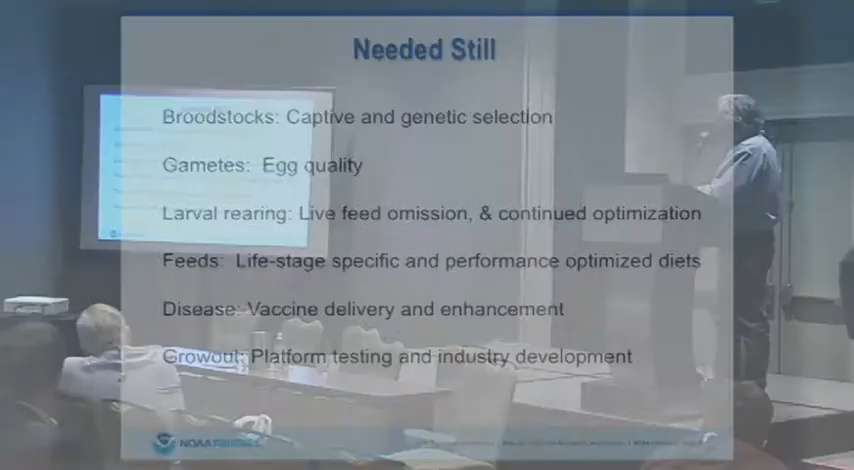 Needed Still
Broodstocks: Captive and genetic selection
Gametes: Egg quality
Larval rearing: Live feed omission, & continued optimization
Feeds: Life-stage specific and performance optimized diets
Disease: Vaccine delivery and enhancement
Growout: Platform testing and industry development
NOAA FISHERIES